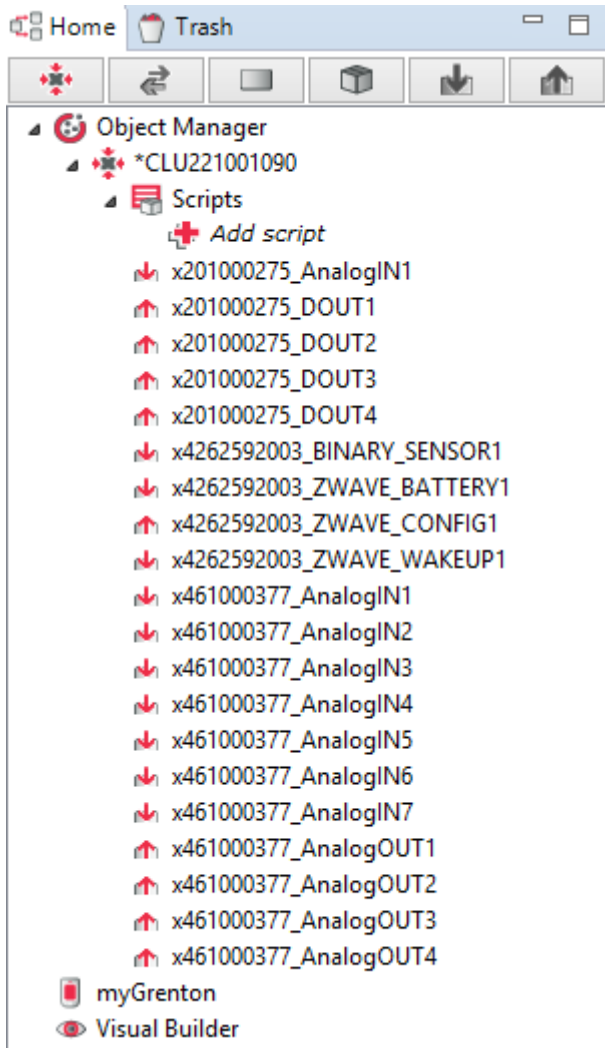 Home Trash
Object Manager
*CLU221001090
Scripts
Add script
x201000275_AnalogIN1
x201000275_DOUT1
x201000275_DOUT2
x201000275_DOUT3
x201000275_DOUT4
x4262592003_BINARY_SENSOR1
x4262592003_ZWAVE_BATTERY1
x4262592003_ZWAVE_CONFIG1
x4262592003_ZWAVE_WAKEUP1
x461000377_AnalogIN1
x461000377_AnalogIN2
x461000377_AnalogIN3
x461000377_AnalogIN4
x461000377_AnalogIN5
x461000377_AnalogIN6
x461000377_AnalogIN7
x461000377_AnalogOUT1
x461000377_AnalogOUT2
x461000377_AnalogOUT3
x461000377_AnalogOUT4
myGrenton
Visual Builder